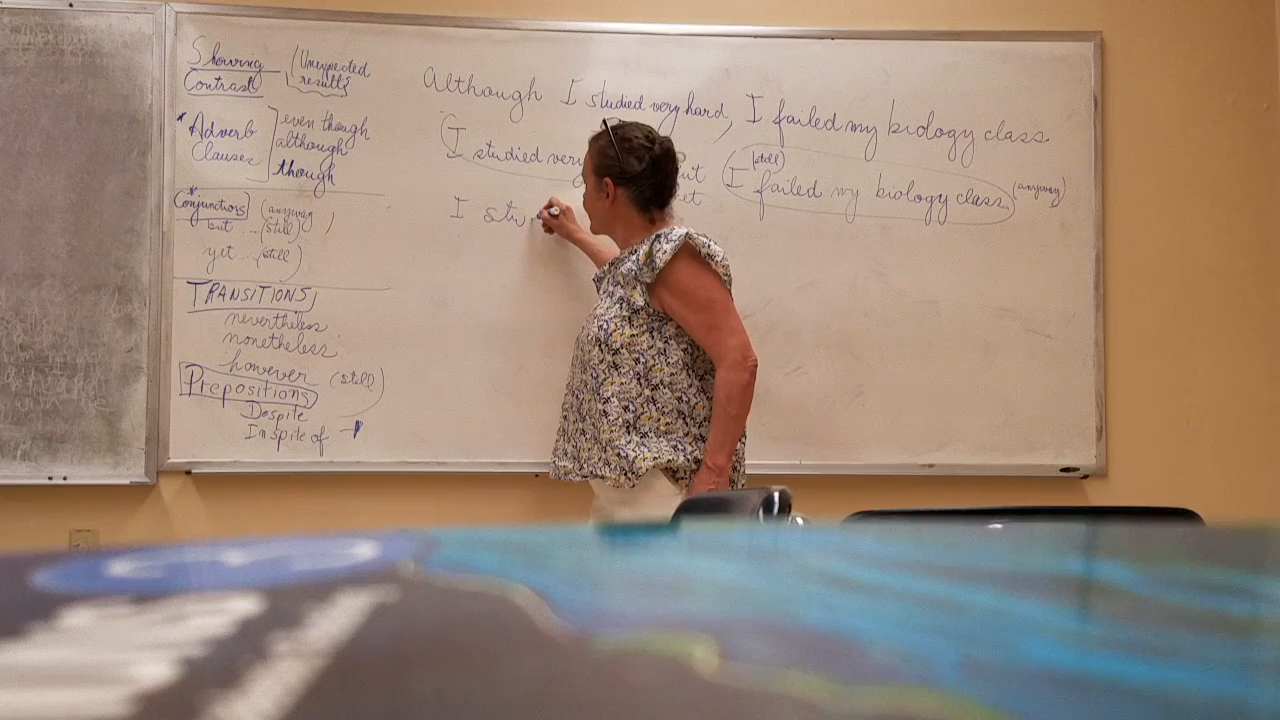 Showing
Contrast
(Unexpected
results
* Adverb
Clauses
even though
although
though
Conjunctions
(anyway)
but ... (still)
yet ... (still)
TRANSITIONS
nevertheless
nonetheless
however
(still)
Prepositions
Despite
In spite of
Although I studied very hard, I failed my biology class.
(I studied very
(still)
I failed my biology class.
(anyway)
I stu